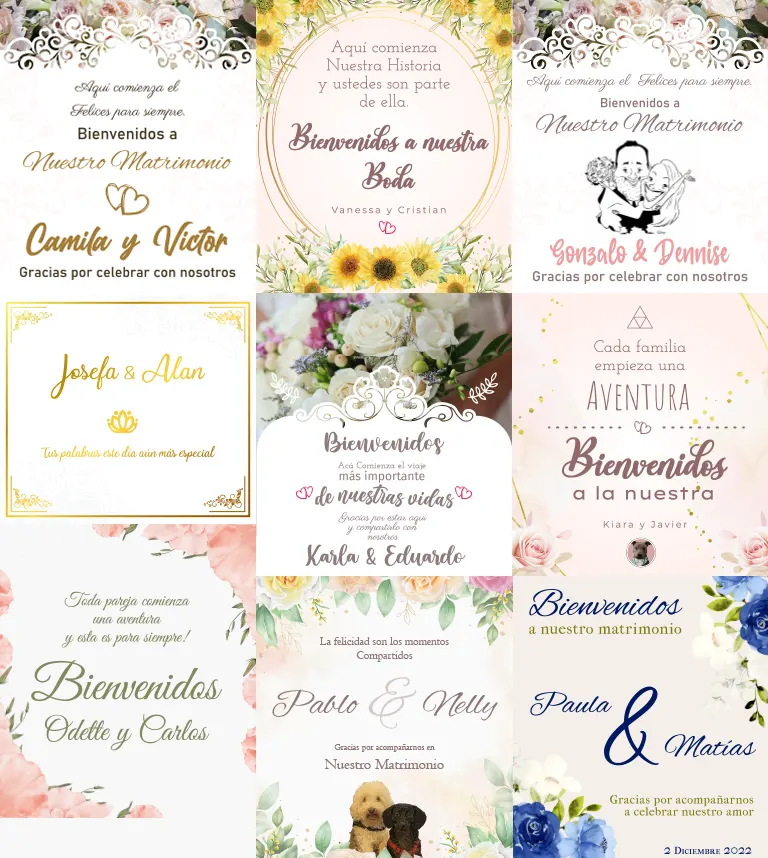 Aquí comienza el
Felices para siempre.
Bienvenidos a
Nuestro Matrimonio
Camila y Victor
Gracias por celebrar con nosotros
Aquí comienza
Nuestra Historia
y ustedes son parte
de ella.
Bienvenidos a nuestra
Boda
Vanessa y Cristian
Aquí comienza el Felices para siempre.
Bienvenidos a
Nuestro Matrimonio
Gonzalo & Dennise
Gracias por celebrar con nosotros
Josefa & Alan
Tus palabras este día aún más especial
Bienvenidos
Acá Comienza el viaje
más importante
de nuestras vidas
Gracias por estar aquí
y compartirlo con
nosotros
Karla & Eduardo
Cada familia
empieza una
AVENTURA
Bienvenidos
a la nuestra
Kiara y Javier
Toda pareja comienza
una aventura
y esta es para siempre!
Bienvenidos
Odette y Carlos
La felicidad son los momentos
Compartidos
Pablo & Nelly
Gracias por acompañarnos en
Nuestro Matrimonio
Bienvenidos
a nuestro matrimonio
Paula
&
Matías
Gracias por acompañarnos
a celebrar nuestro amor
2 Diciembre 2022